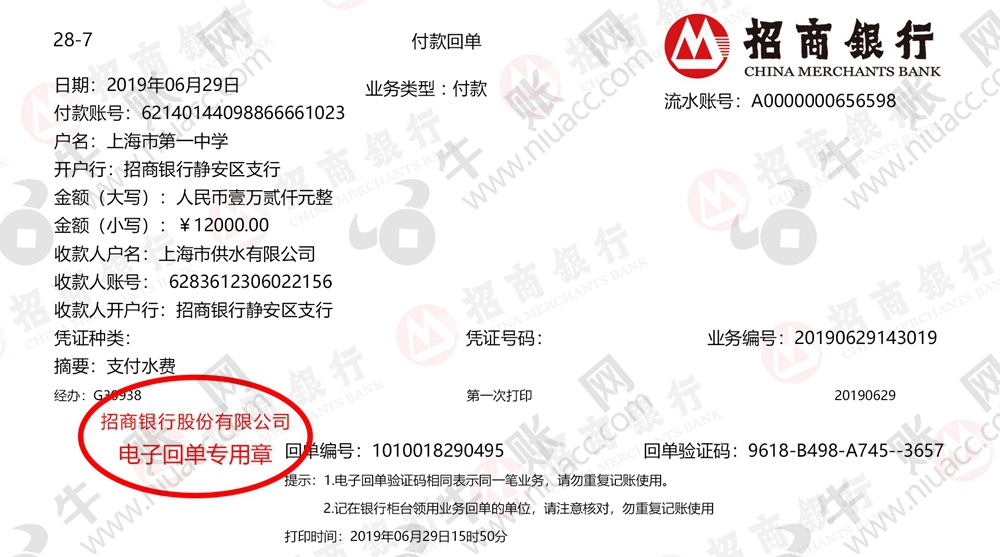 28-7
付款回单
招商银行
CHINA MERCHANTS BANK
日期：2019年06月29日
业务类型：付款
流水账号：A0000000656598
付款账号：62140144098866661023
户名：上海市第一中学
开户行：招商银行静安区支行
金额（大写）：人民币壹万贰仟元整
金额（小写）：￥12000.00
收款人户名：上海市供水有限公司
收款人账号： 6283612306022156
收款人开户行：招商银行静安区支行
凭证种类：
凭证号码：
业务编号：20190629143019
摘要：支付水费
经办：G39938
第一次打印
20190629
招商银行股份有限公司
电子回单专用章
回单编号：1010018290495
回单验证码：9618-B498-A745--3657
提示：1.电子回单验证码相同表示同一笔业务，请勿重复记账使用。
2.记在银行柜台领用业务回单的单位，请注意核对，勿重复记账使用
打印时间：2019年06月29日15时50分
牛账网
www.niuacc.com